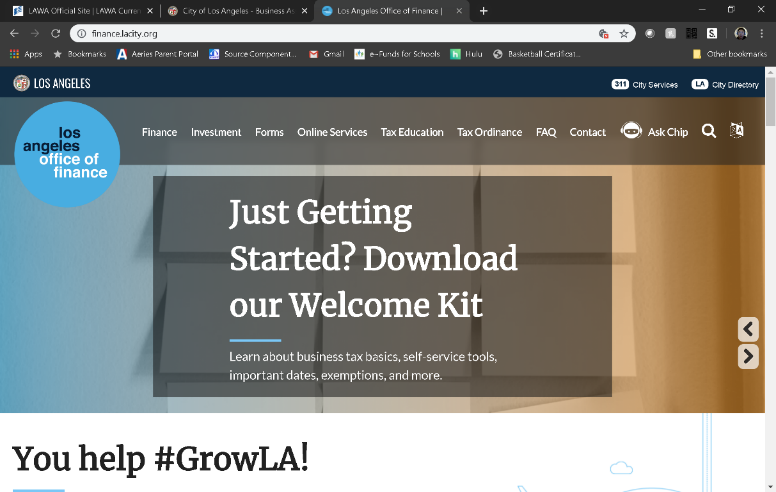 LAWA Official Site | LAWA Curren
City of Los Angeles - Business As
Los Angeles Office of Finance |
finance.lacity.org
Apps
Bookmarks
Aeries Parent Portal
Source Component...
Gmail
e-Funds for Schools
Hulu
Basketball Certificat...
Other bookmarks
LOS ANGELES
311 City Services
LA City Directory
los
angeles
office of
finance
Finance
Investment
Forms
Online Services
Tax Education
Tax Ordinance
FAQ
Contact
Ask Chip
Just Getting
Started? Download
our Welcome Kit
Learn about business tax basics, self-service tools,
important dates, exemptions, and more.
You help #GrowLA!